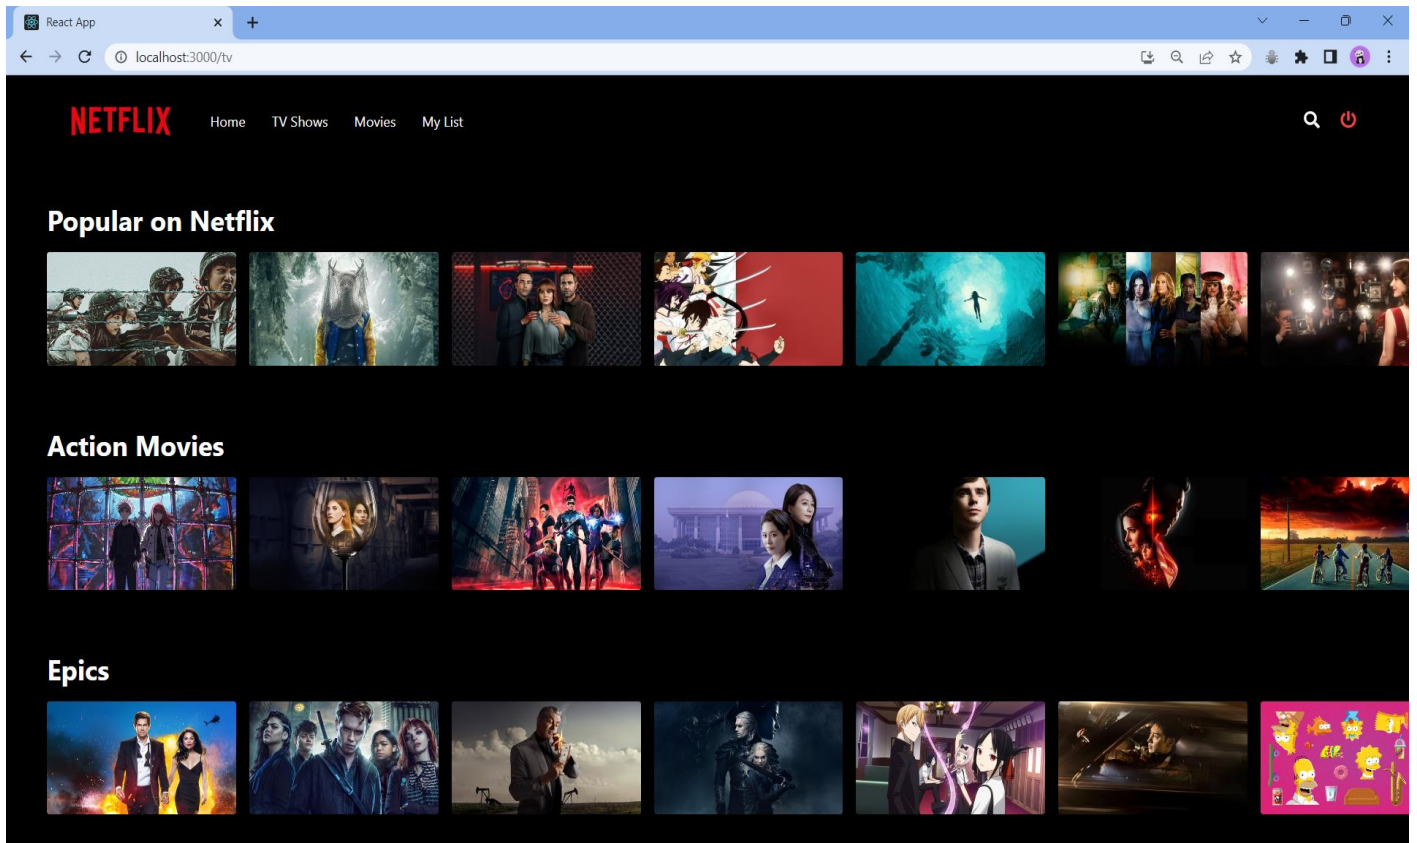 React App
localhost:3000/tv
NETFLIX Home TV Shows Movies My List
Popular on Netflix
Action Movies
Epics